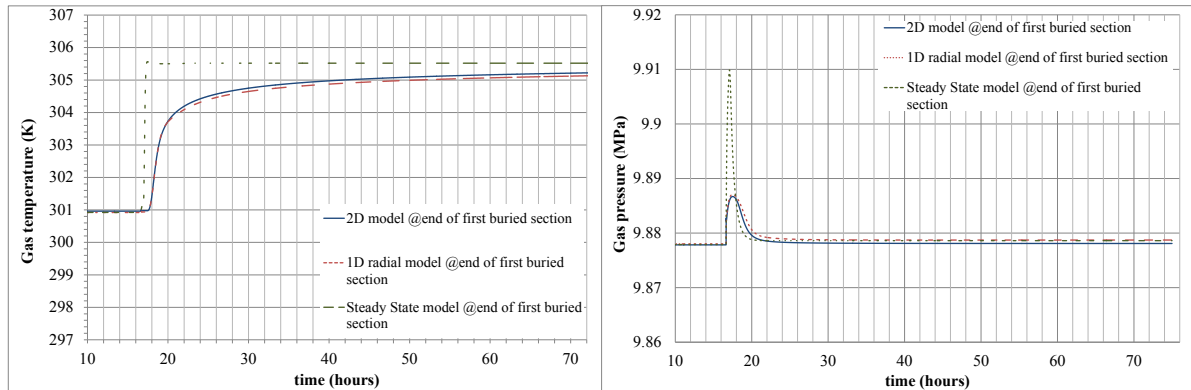 307
306
305
304
303
302
301
300
299
298
297
Gas temperature (K)
10 20 30 40 50 60 70
time (hours)
2D model @end of first buried section
1D radial model @end of first buried
section
Steady State model @end of first buried
section
9.92
9.91
9.9
9.89
9.88
9.87
9.86
Gas pressure (MPa)
10 20 30 40 50 60 70
time (hours)
2D model @end of first buried section
1D radial model @end of first buried section
Steady State model @end of first buried
section